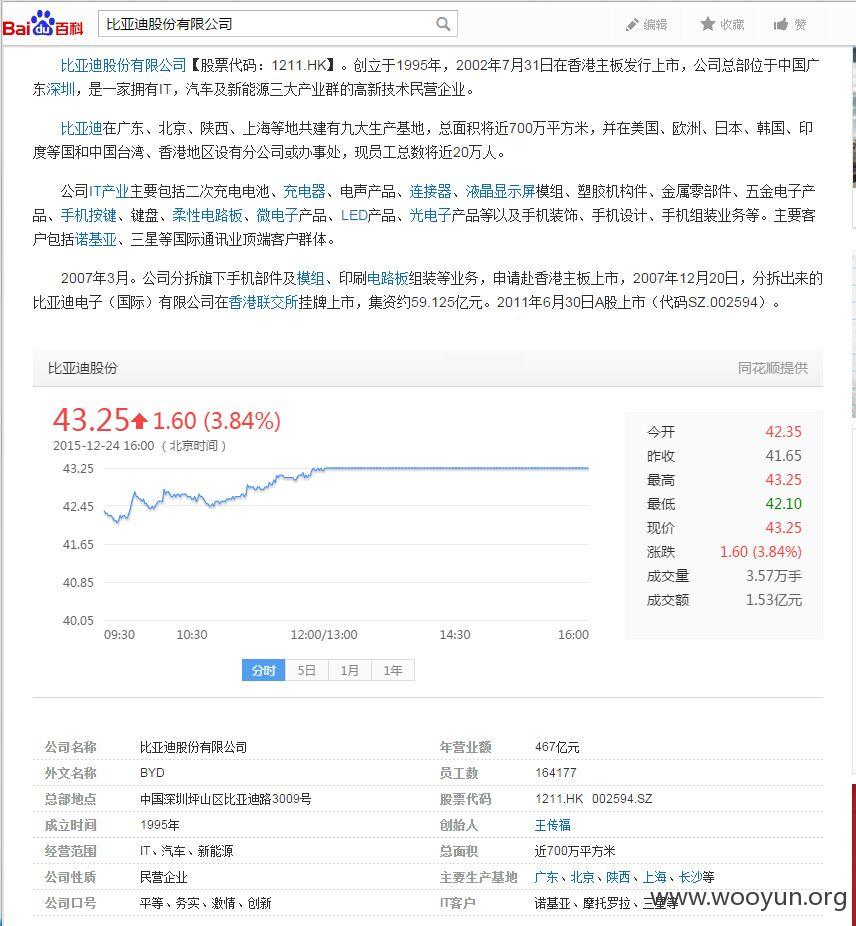 Bai du 百科
比亚迪股份有限公司
编辑
收藏
赞
比亚迪股份有限公司【股票代码：1211.HK】。创立于1995年，2002年7月31日在香港主板发行上市，公司总部位于中国广
东深圳，是一家拥有IT，汽车及新能源三大产业群的高新技术民营企业。
比亚迪在广东、北京、陕西、上海等地共建有九大生产基地，总面积将近700万平方米，并在美国、欧洲、日本、韩国、印
度等国和中国台湾、香港地区设有分公司或办事处，现员工总数将近20万人。
公司IT产业主要包括二次充电电池、充电器、电声产品、连接器、液晶显示屏模组、塑胶机构件、金属零部件、五金电子产
品、手机按键、键盘、柔性电路板、微电子产品、LED产品、光电子产品等以及手机装饰、手机设计、手机组装业务等。主要客
户包括诺基亚、三星等国际通讯业顶端客户群体。
2007年3月。公司分拆旗下手机部件及模组、印刷电路板组装等业务，申请赴香港主板上市，2007年12月20日，分拆出来的
比亚迪电子（国际）有限公司在香港联交所挂牌上市，集资约59.125亿元。2011年6月30日A股上市（代码SZ.002594）。
比亚迪股份
同花顺提供
43.25 1.60 (3.84%)
2015-12-24 16:00 （北京时间）
43.25
42.45
41.65
40.85
40.05
09:30 10:30 12:00/13:00 14:30 16:00
分时 5日 1月 1年
今开 42.35
昨收 41.65
最高 43.25
最低 42.10
现价 43.25
涨跌 1.60 (3.84%)
成交量 3.57万手
成交额 1.53亿元
公司名称 比亚迪股份有限公司 年营业额 467亿元
外文名称 BYD 员工数 164177
总部地点 中国深圳坪山区比亚迪路3009号 股票代码 1211.HK 002594.SZ
成立时间 1995年 创始人 王传福
经营范围 IT、汽车、新能源 总面积 近700万平方米
公司性质 民营企业 主要生产基地 广东、北京、陕西、上海、长沙等
公司口号 平等、务实、激情、创新 IT客户 诺基亚、摩托罗拉、三星等
www.wooyun.org